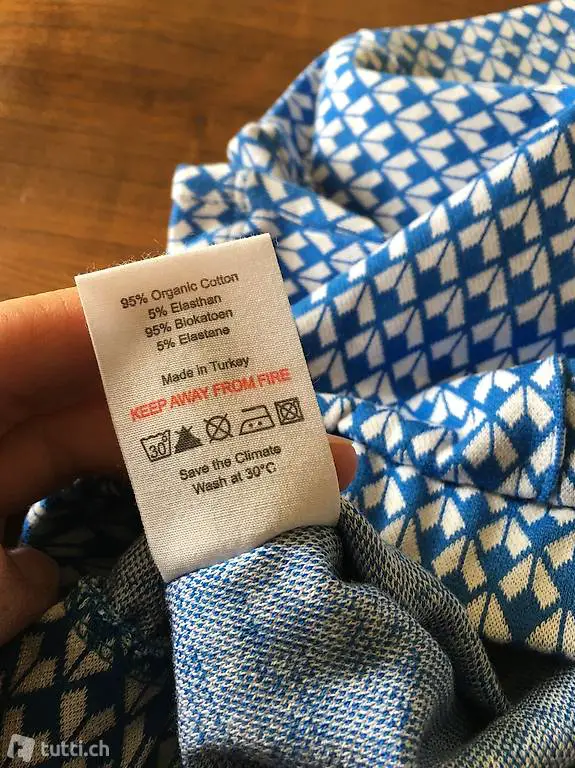 95% Organic Cotton
5% Elasthan
95% Biokatoen
5% Elastane
Made in Turkey
KEEP AWAY FROM FIRE
30°
Save the Climate
Wash at 30°C
tutti.ch